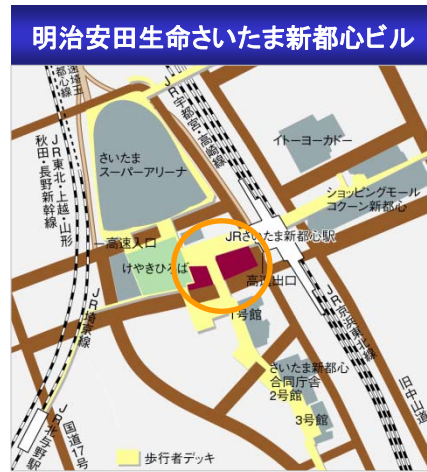 明治安田生命さいたま新都心ビル
速埼玉
都心線
JR宇都宮・高崎線
イトーヨーカドー
さいたま
スーパーアリーナ
JR東北・上越・山形
秋田・長野新幹線
ショッピングモール
コクーン新都心
JRさいたま新都心駅
高速入口
けやきひろば
高速出口
JR埼京線
1号館
JR京浜東北線
さいたま新都心
合同庁舎
2号館
3号館
旧中山道
国道17号
JR北与野駅
歩行者デッキ